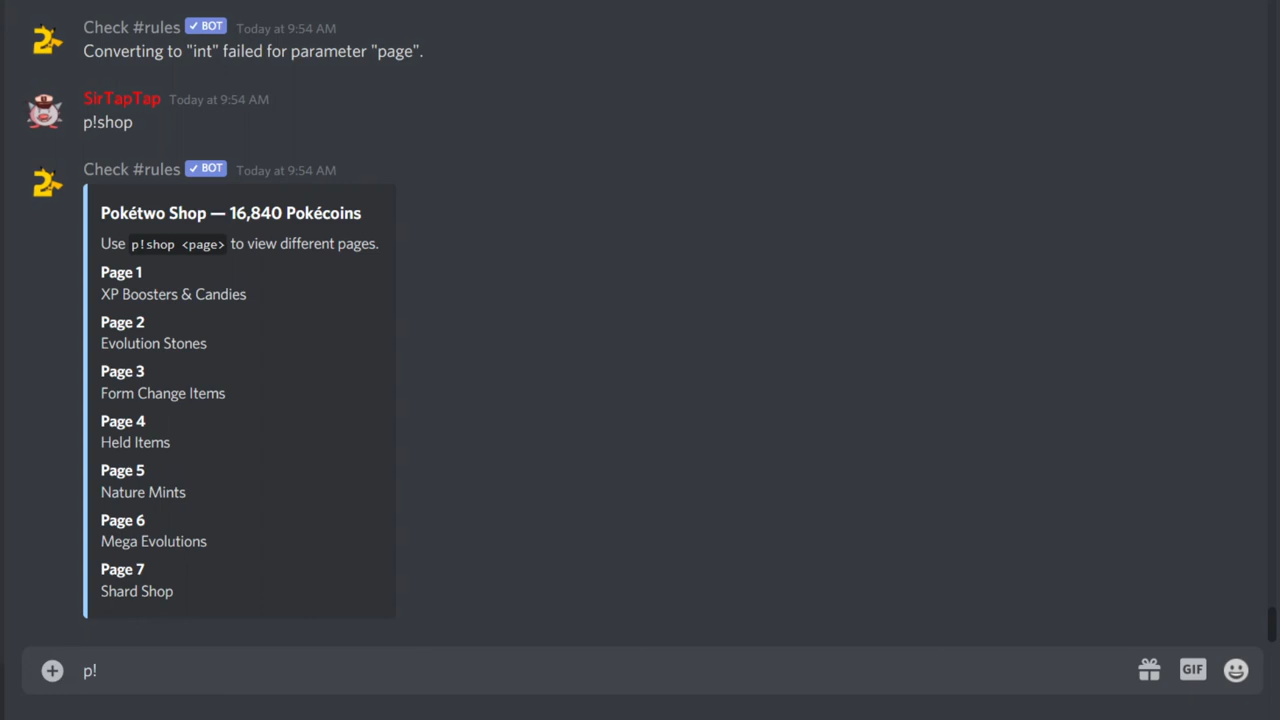 Check #rules ✓ BOT Today at 9:54 AM
Converting to "int" failed for parameter "page".
SirTapTap Today at 9:54 AM
p!shop
Check #rules ✓ BOT Today at 9:54 AM
Pokétwo Shop — 16,840 Pokécoins
Use p!shop <page> to view different pages.
Page 1
XP Boosters & Candies
Page 2
Evolution Stones
Page 3
Form Change Items
Page 4
Held Items
Page 5
Nature Mints
Page 6
Mega Evolutions
Page 7
Shard Shop
p!
GIF